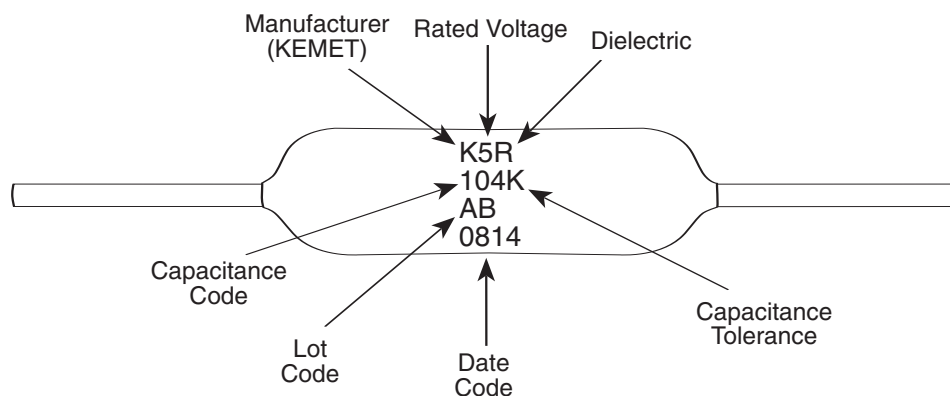 Manufacturer
(KEMET)
Rated Voltage
Dielectric
K5R
104K
AB
0814
Capacitance
Code
Lot
Code
Date
Code
Capacitance
Tolerance